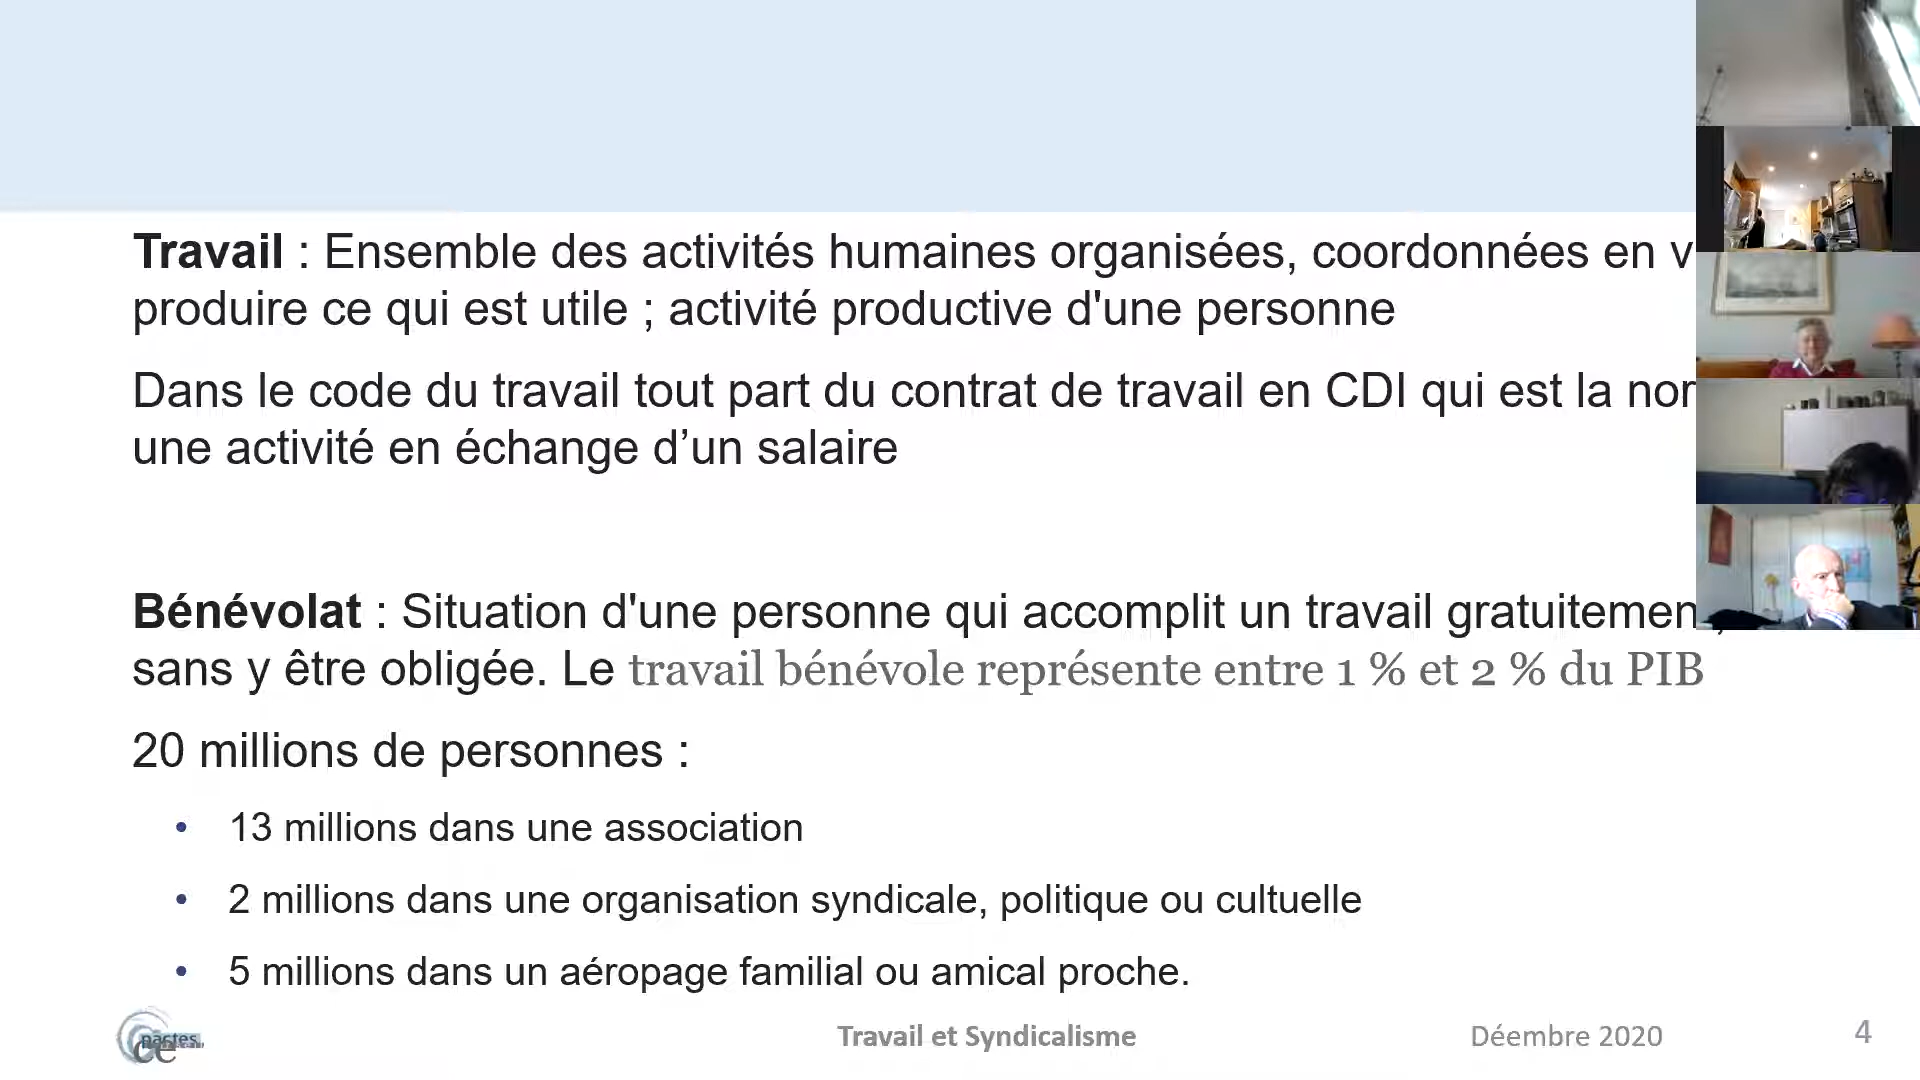 Travail : Ensemble des activités humaines organisées, coordonnées en v
produire ce qui est utile ; activité productive d'une personne
Dans le code du travail tout part du contrat de travail en CDI qui est la nor
une activité en échange d’un salaire
Bénévolat : Situation d'une personne qui accomplit un travail gratuitement,
sans y être obligée. Le travail bénévole représente entre 1 % et 2 % du PIB
20 millions de personnes :
• 13 millions dans une association
• 2 millions dans une organisation syndicale, politique ou cultuelle
• 5 millions dans un aéropage familial ou amical proche.
pactes
ce
Travail et Syndicalisme
Déembre 2020
4